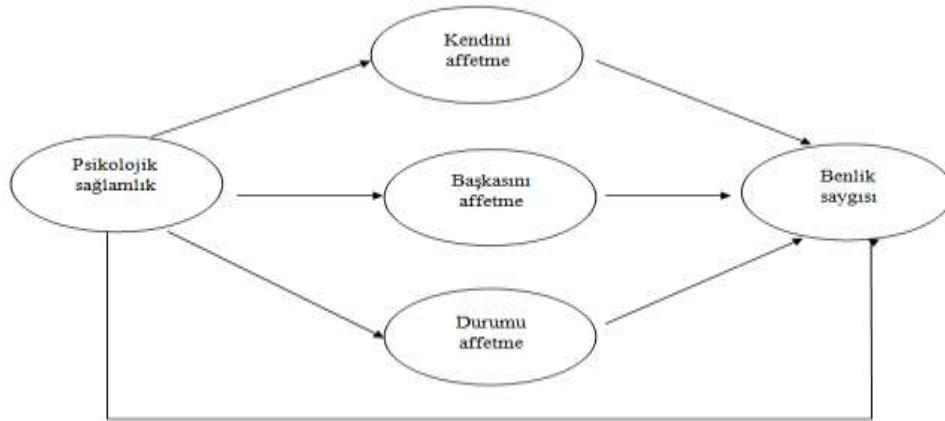 Kendini
affetme
Psikolojik
sağlamlık
Başkasını
affetme
Benlik
saygısı
Durumu
affetme